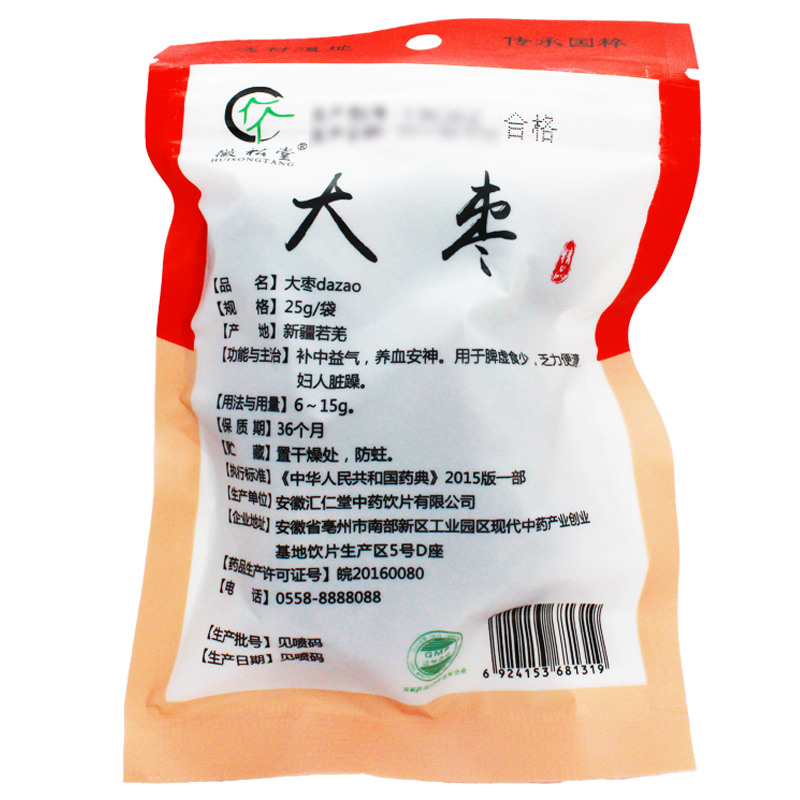 传承国粹
合格
徽松堂®
HUIXONGTANG
大枣
【品 名】大枣dazao
【规 格】25g/袋
【产 地】新疆若羌
【功能与主治】补中益气，养血安神。用于脾虚食少，乏力便溏，
妇人脏躁。
【用法与用量】6~15g。
【保 质 期】36个月
【贮 藏】置干燥处，防蛀。
【执行标准】《中华人民共和国药典》2015版一部
【生产单位】安徽汇仁堂中药饮片有限公司
【企业地址】安徽省亳州市南部新区工业园区现代中药产业创业
基地饮片生产区5号D座
【药品生产许可证号】皖20160080
【电 话】0558-8888088
【生产批号】见喷码
【生产日期】见喷码
GMP
6 924153 681319